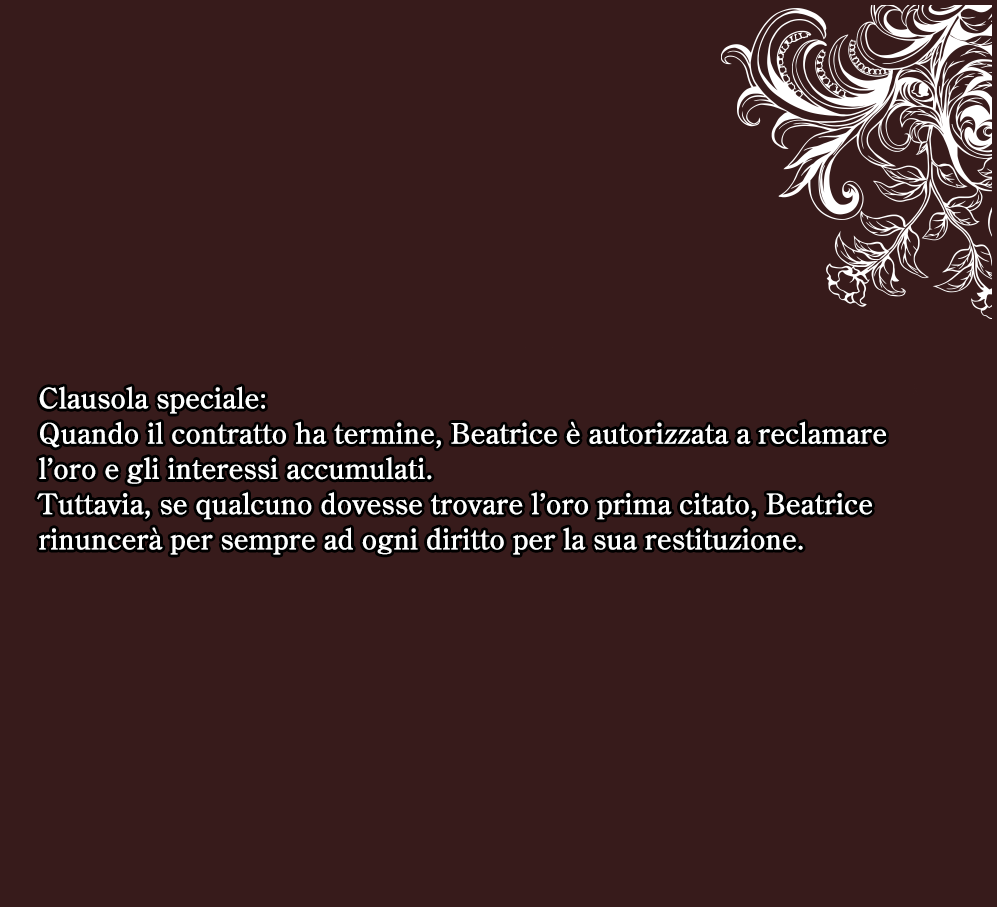 Clausola speciale:
Quando il contratto ha termine, Beatrice è autorizzata a reclamare
l’oro e gli interessi accumulati.
Tuttavia, se qualcuno dovesse trovare l’oro prima citato, Beatrice
rinuncerà per sempre ad ogni diritto per la sua restituzione.